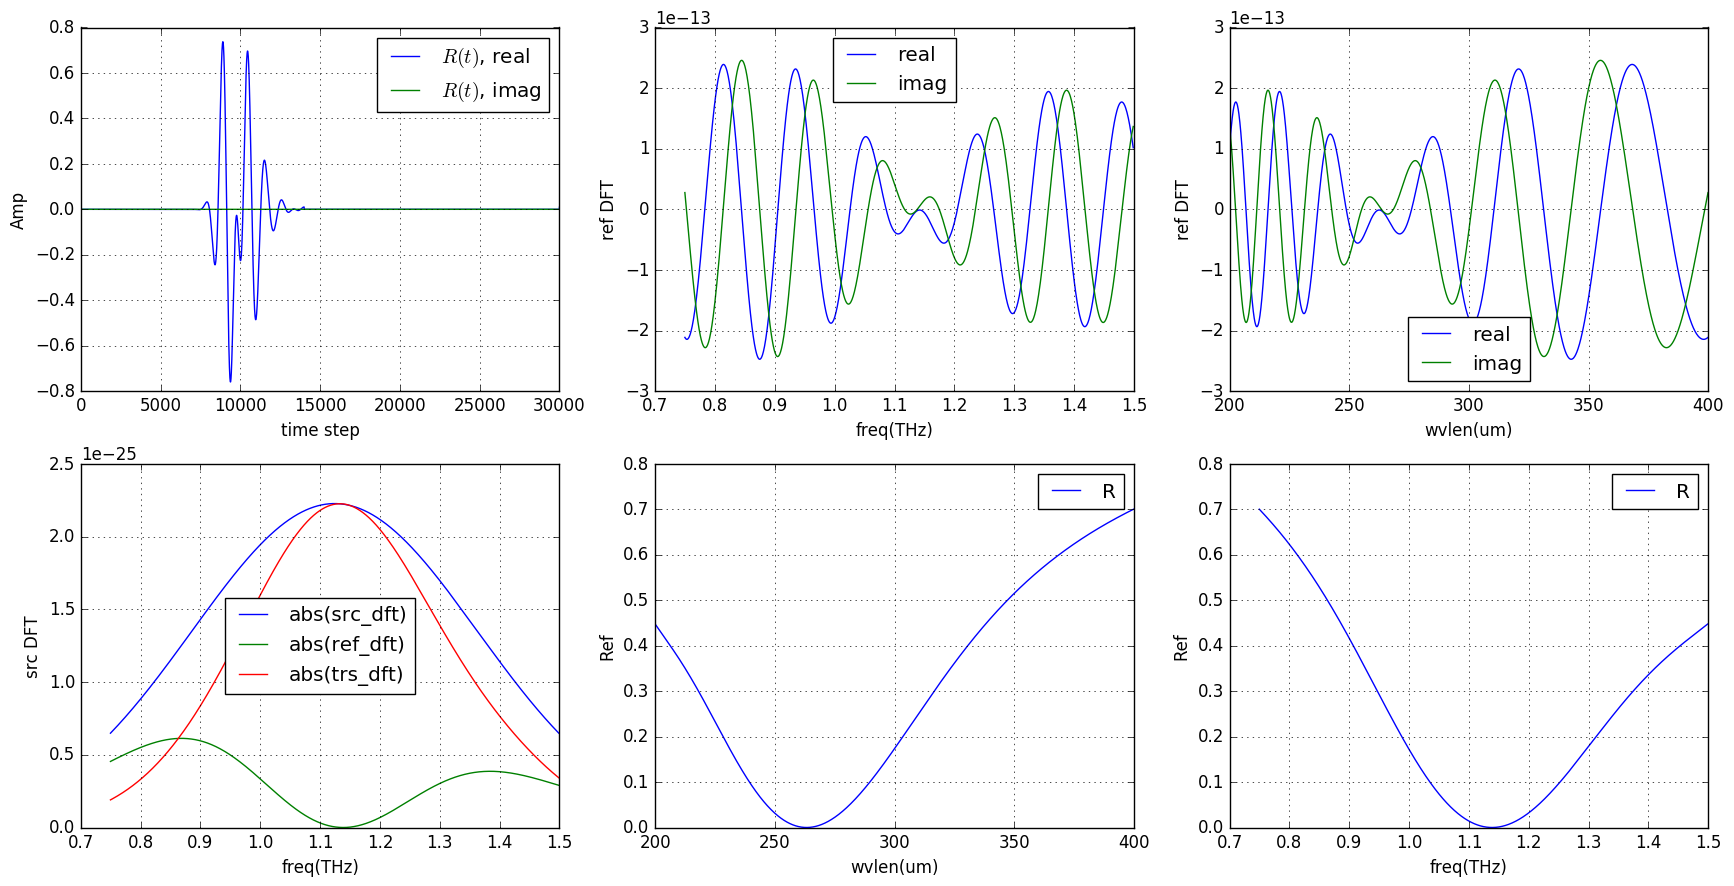 0.8
0.6
0.4
0.2
0.0
−0.2
−0.4
−0.6
−0.8
Amp
R(t), real
R(t), imag
0 5000 10000 15000 20000 25000 30000
time step
1e−13
3
2
1
0
−1
−2
−3
ref DFT
real
imag
0.7 0.8 0.9 1.0 1.1 1.2 1.3 1.4 1.5
freq(THz)
1e−13
3
2
1
0
−1
−2
−3
ref DFT
real
imag
200 250 300 350 400
wvlen(um)
1e−25
2.5
2.0
1.5
1.0
0.5
0.0
src DFT
abs(src_dft)
abs(ref_dft)
abs(trs_dft)
0.7 0.8 0.9 1.0 1.1 1.2 1.3 1.4 1.5
freq(THz)
0.8
0.7
0.6
0.5
0.4
0.3
0.2
0.1
0.0
Ref
R
200 250 300 350 400
wvlen(um)
0.8
0.7
0.6
0.5
0.4
0.3
0.2
0.1
0.0
Ref
R
0.7 0.8 0.9 1.0 1.1 1.2 1.3 1.4 1.5
freq(THz)